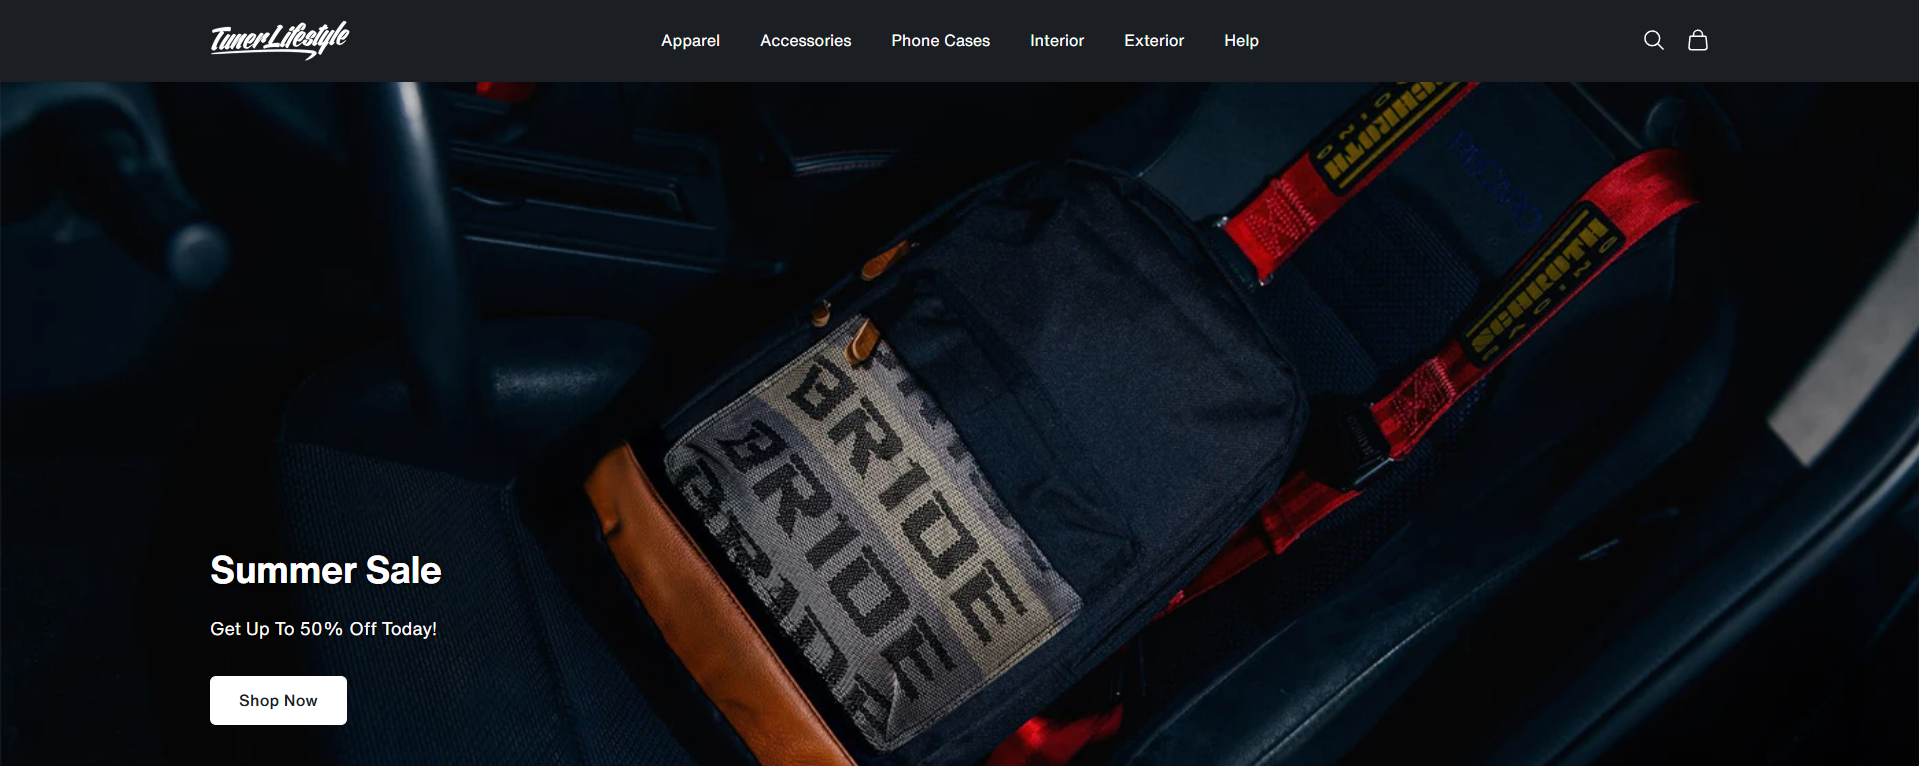 TunerLifestyle
Apparel
Accessories
Phone Cases
Interior
Exterior
Help
SCHROTH
SCHROTH
BRIDE
BRIDE
BRIDE
Summer Sale
Get Up To 50% Off Today!
Shop Now